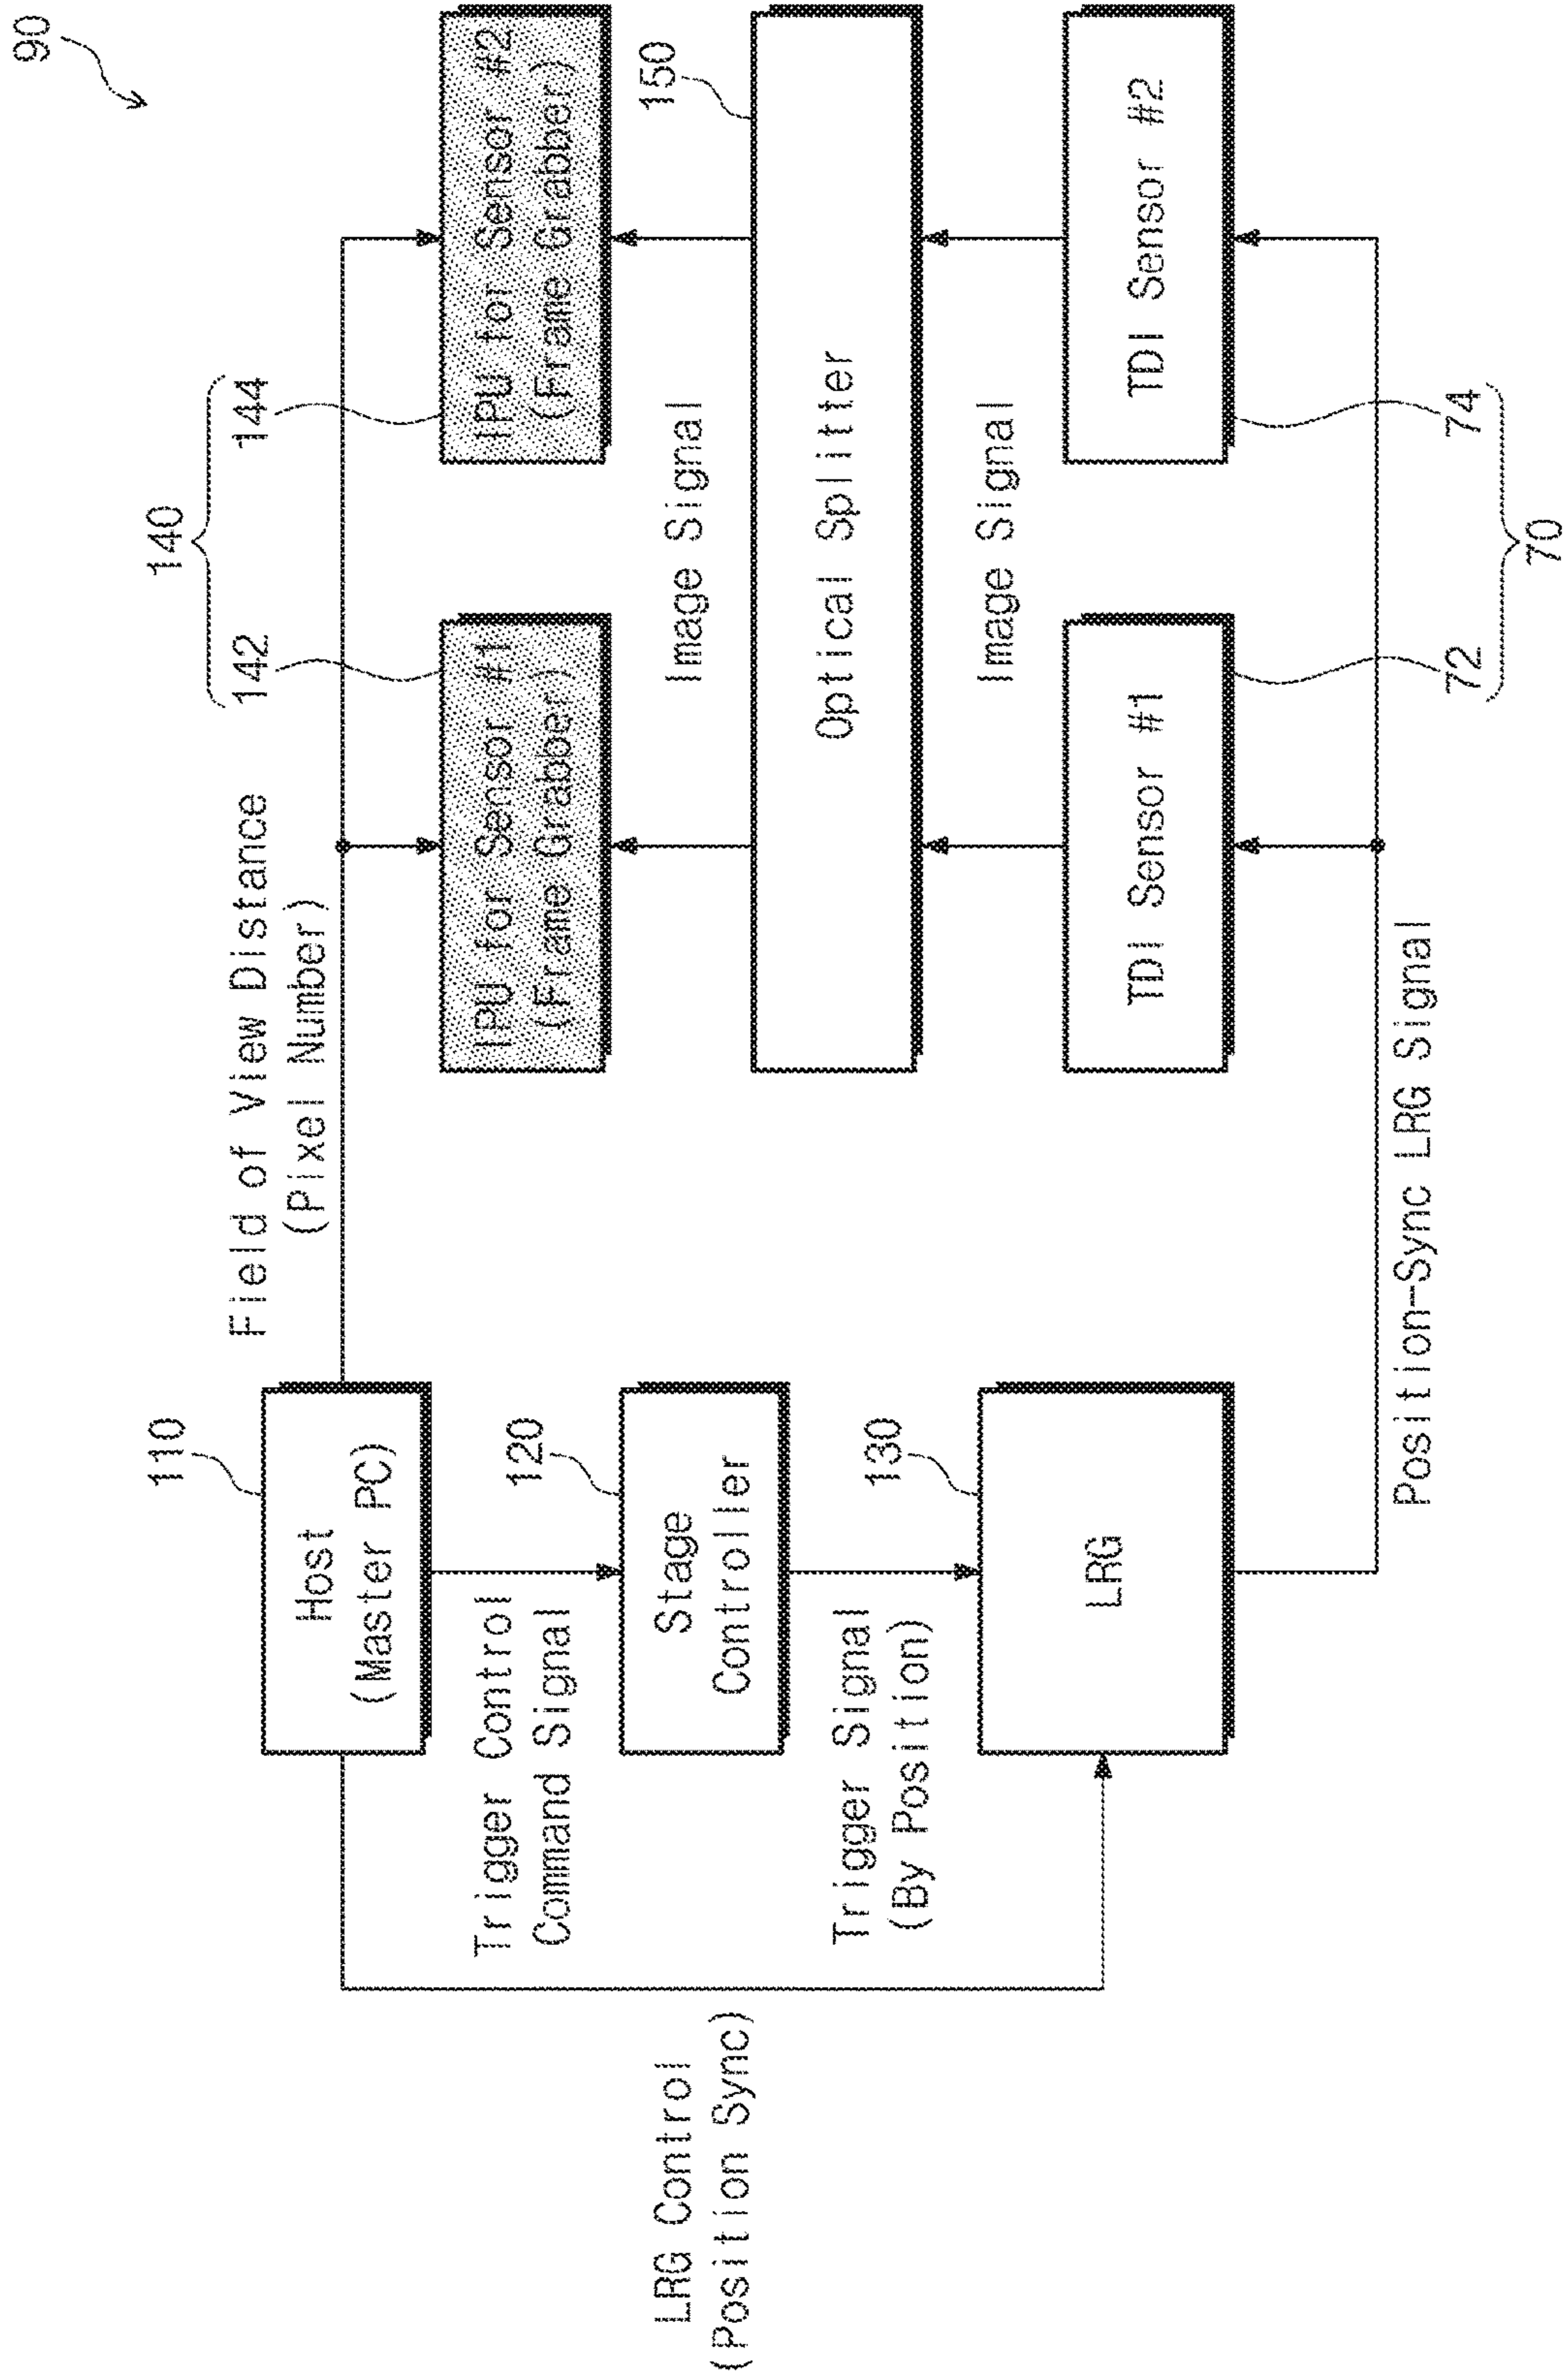 90
140
110
142
144
Field of View Distance
(Pixel Number)
Host
(Master PC)
IPU for Sensor #1
(Frame Grabber)
IPU for Sensor #2
(Frame Grabber)
Trigger Control
Command Signal
120
Image Signal
150
LRG Control
(Position Sync)
Stage
Controller
Optical Splitter
Trigger Signal
(By Position)
130
Image Signal
LRG
TDI Sensor #1
TDI Sensor #2
Position-Sync LRG Signal
72
74
70